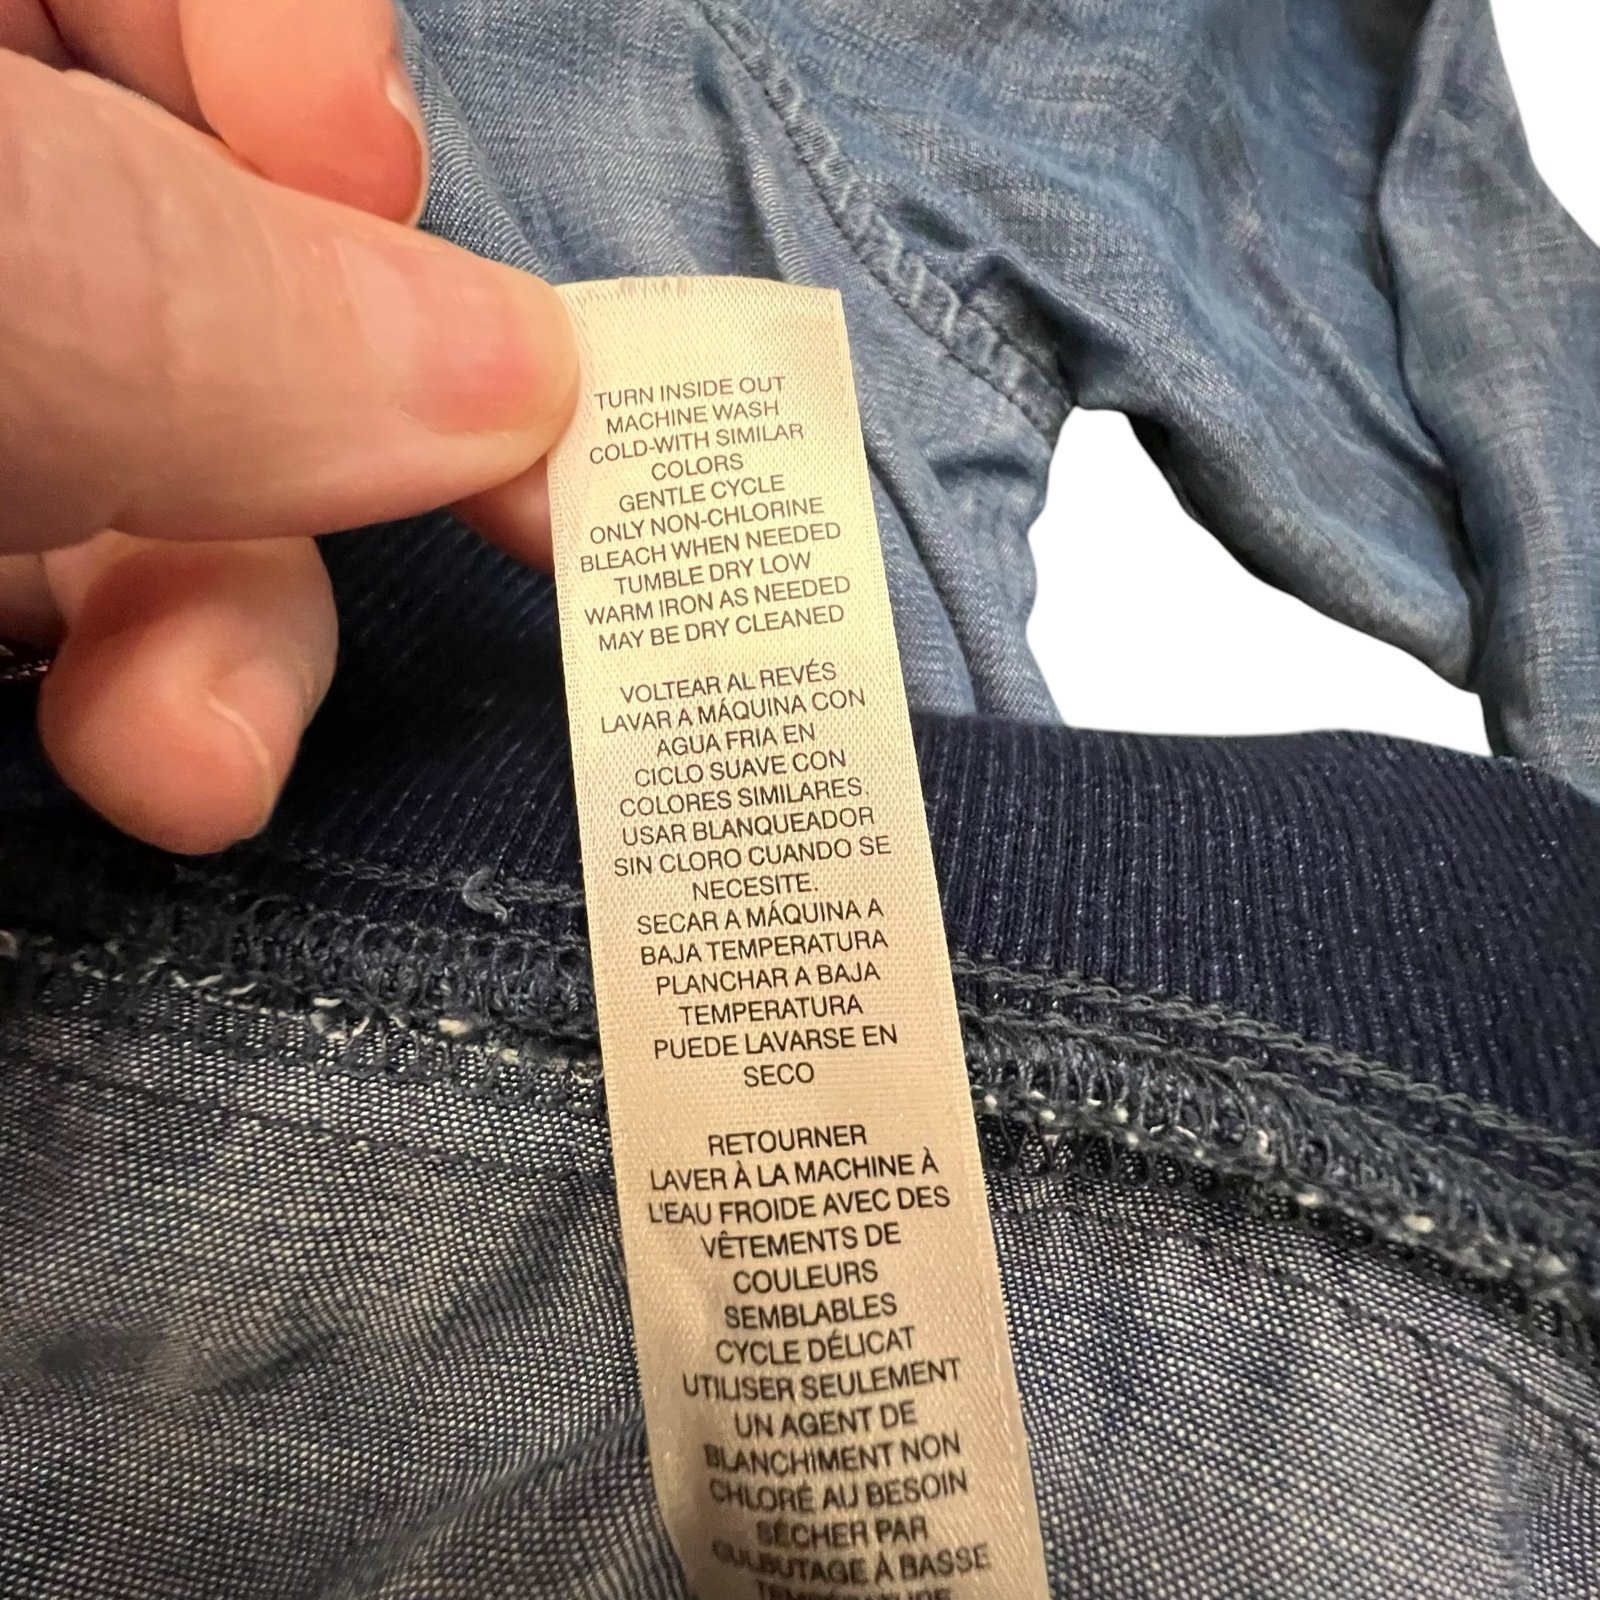 TURN INSIDE OUT
MACHINE WASH
COLD-WITH SIMILAR
COLORS
GENTLE CYCLE
ONLY NON-CHLORINE
BLEACH WHEN NEEDED
TUMBLE DRY LOW
WARM IRON AS NEEDED
MAY BE DRY CLEANED
VOLTEAR AL REVÉS
LAVAR A MÁQUINA CON
AGUA FRIA EN
CICLO SUAVE CON
COLORES SIMILARES.
USAR BLANQUEADOR
SIN CLORO CUANDO SE
NECESITE.
SECAR A MÁQUINA A
BAJA TEMPERATURA
PLANCHAR A BAJA
TEMPERATURA
PUEDE LAVARSE EN
SECO
RETOURNER
LAVER À LA MACHINE À
L'EAU FROIDE AVEC DES
VÊTEMENTS DE
COULEURS
SEMBLABLES
CYCLE DÉLICAT
UTILISER SEULEMENT
UN AGENT DE
BLANCHIMENT NON
CHLORÉ AU BESOIN
SÉCHER PAR
CULBUTAGE À BASSE
TEMPÉRATURE